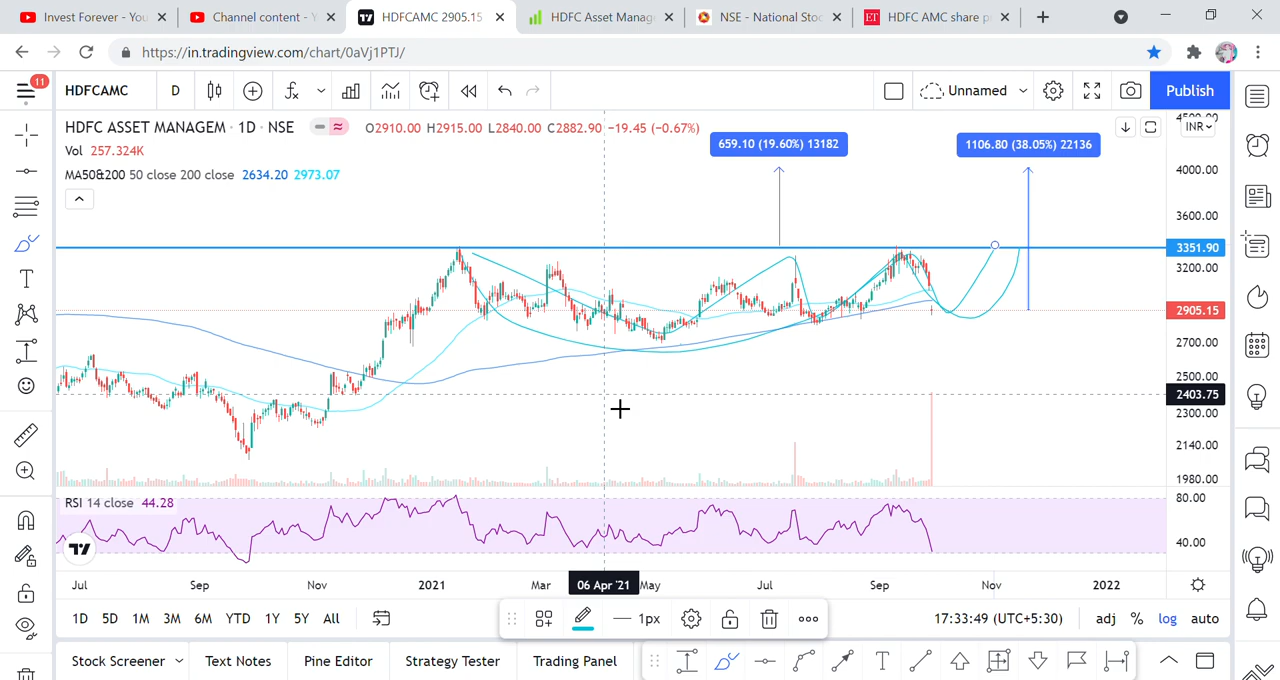 Invest Forever - You
Channel content - Y
HDFCAMC 2905.15
HDFC Asset Manag
NSE - National Stoc
ET HDFC AMC share p
https://in.tradingview.com/chart/0aVj1PTJ/
11
HDFCAMC D Unnamed Publish
HDFC ASSET MANAGEM · 1D · NSE O2910.00 H2915.00 L2840.00 C2882.90 −19.45 (−0.67%)
Vol 257.324K
MA50&200 50 close 200 close 2634.20 2973.07
659.10 (19.60%) 13182
1106.80 (38.05%) 22136
INR
4000.00
3600.00
3351.90
3200.00
2905.15
2700.00
2500.00
2403.75
2300.00
2140.00
1980.00
RSI 14 close 44.28
80.00
40.00
Jul Sep Nov 2021 Mar 06 Apr '21 May Jul Sep Nov 2022
1D 5D 1M 3M 6M YTD 1Y 5Y All 1px 17:33:49 (UTC+5:30) adj % log auto
Stock Screener Text Notes Pine Editor Strategy Tester Trading Panel